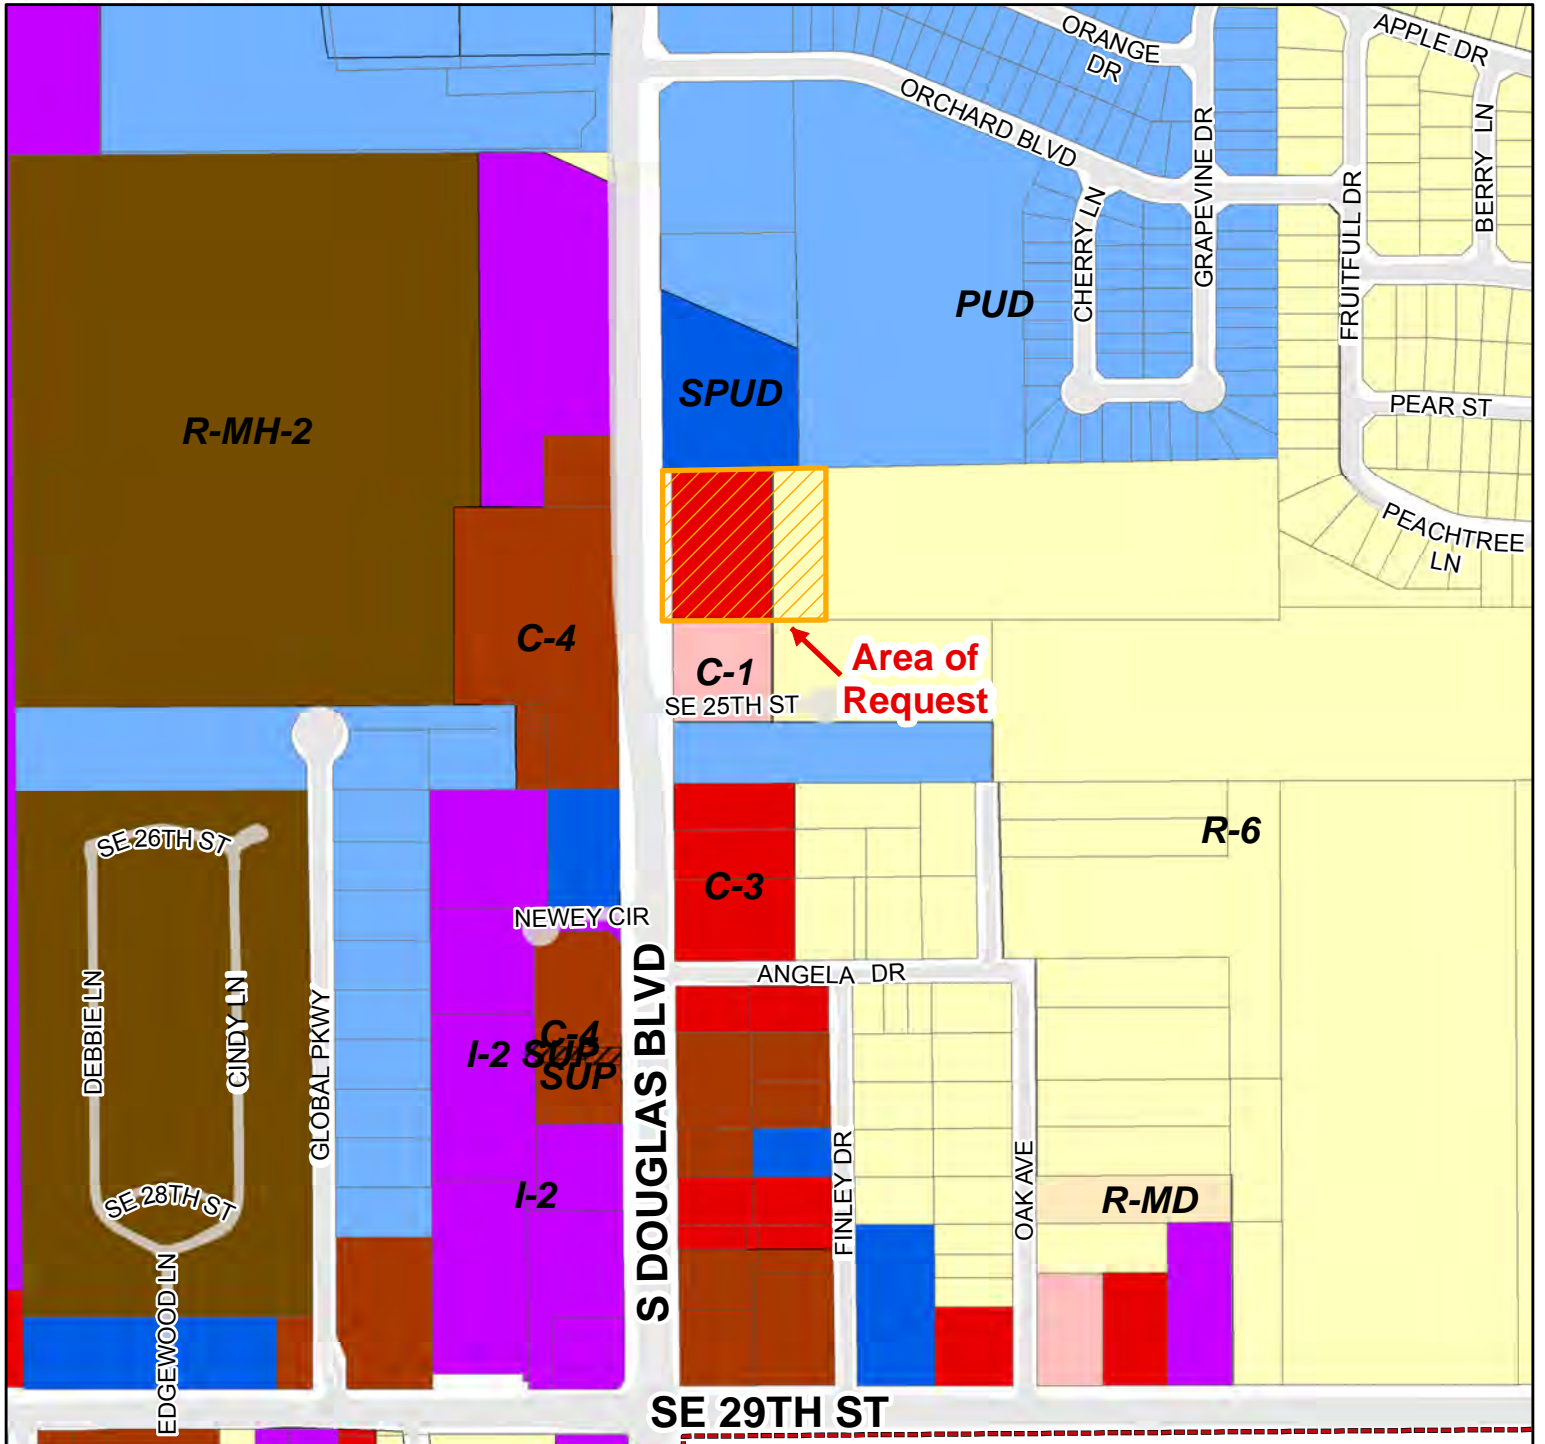 ORANGE
DR
APPLE DR
ORCHARD BLVD
GRAPEVINE DR
BERRY LN
CHERRY LN
FRUITFULL DR
PUD
SPUD
R-MH-2
PEAR ST
PEACHTREE
LN
C-4
Area of
Request
C-1
SE 25TH ST
SE 26TH ST
R-6
C-3
NEWEY CIR
ANGELA DR
DEBBIE LN
CINDY LN
GLOBAL PKWY
S DOUGLAS BLVD
C-4
SUP
I-2 SUP
I-2
SE 28TH ST
FINLEY DR
OAK AVE
R-MD
EDGEWOOD LN
SE 29TH ST